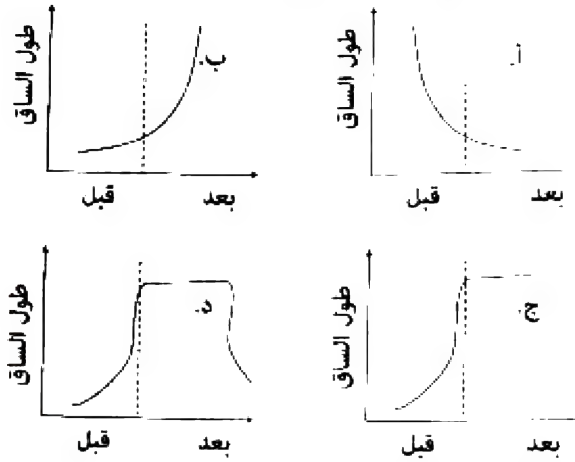 أ.
طول الساق
قبل
بعد
ب.
طول الساق
قبل
بعد
ج.
طول الساق
قبل
بعد
د.
طول الساق
قبل
بعد